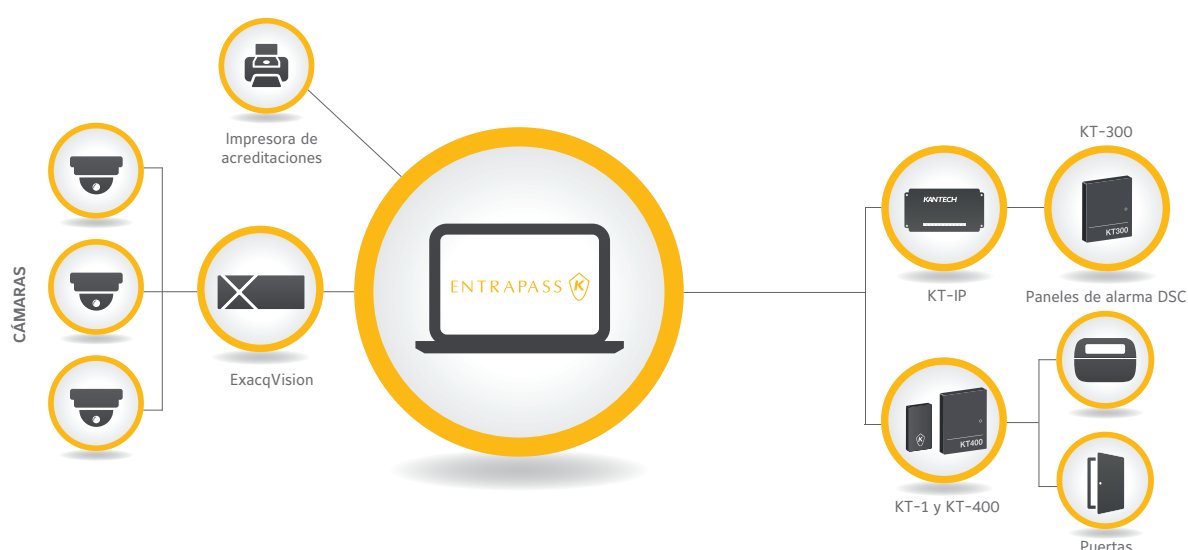 Impresora de
acreditaciones
CÁMARAS
ExacqVision
ENTRAPASS K
KANTECH
KT-IP
KT-300
KT300
Paneles de alarma DSC
K
KT400
KT-1 y KT-400
Puertas